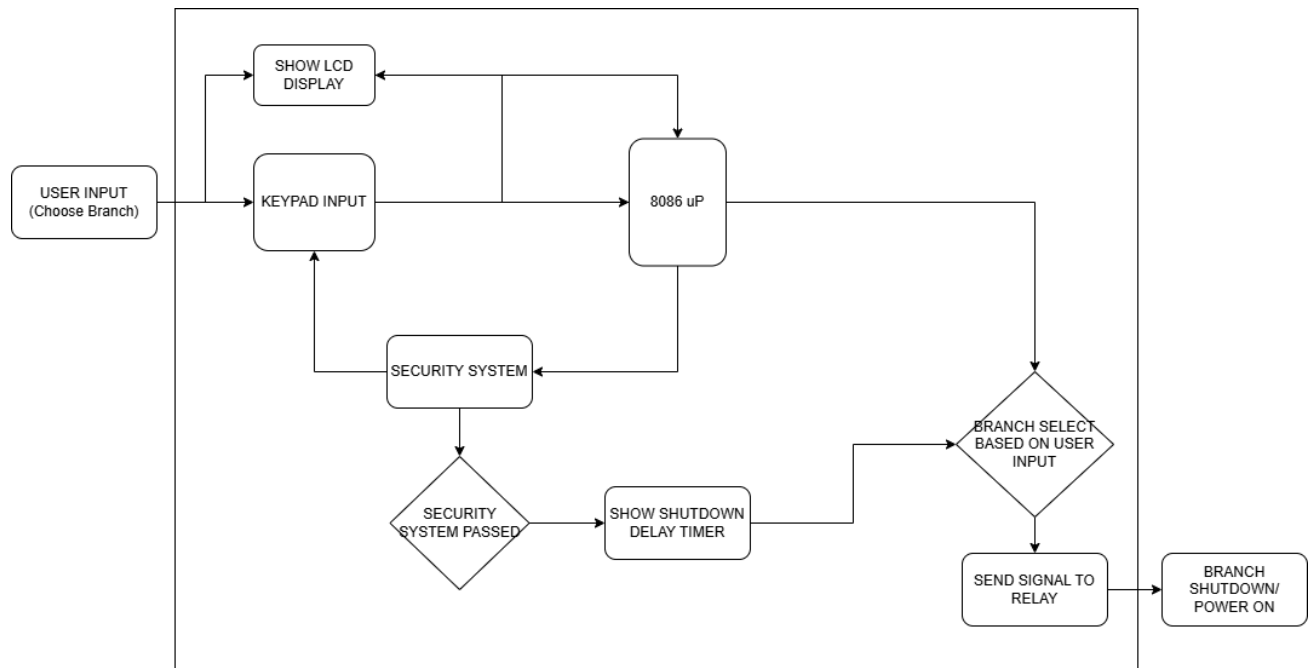 SHOW LCD
DISPLAY
USER INPUT
(Choose Branch)
KEYPAD INPUT
8086 uP
SECURITY SYSTEM
BRANCH SELECT
BASED ON USER
INPUT
SECURITY
SYSTEM PASSED
SHOW SHUTDOWN
DELAY TIMER
SEND SIGNAL TO
RELAY
BRANCH
SHUTDOWN/
POWER ON